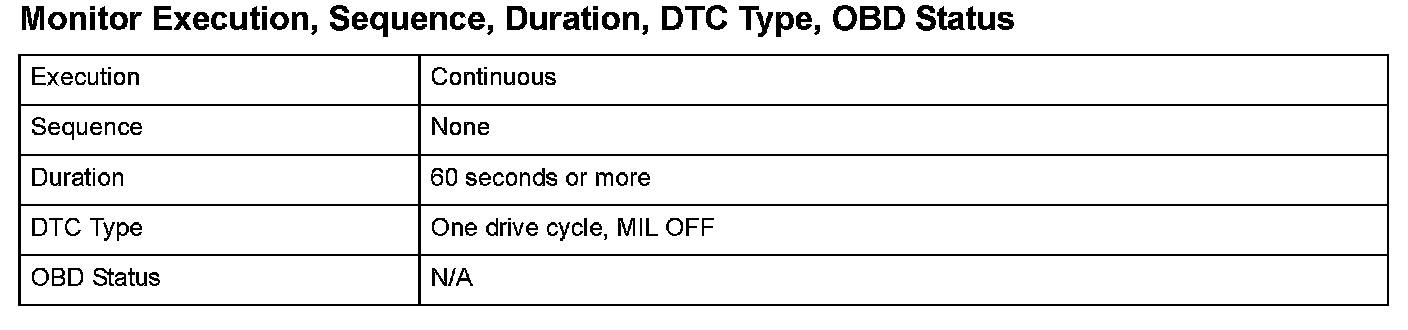 Monitor Execution, Sequence, Duration, DTC Type, OBD Status
Execution Continuous
Sequence None
Duration 60 seconds or more
DTC Type One drive cycle, MIL OFF
OBD Status N/A